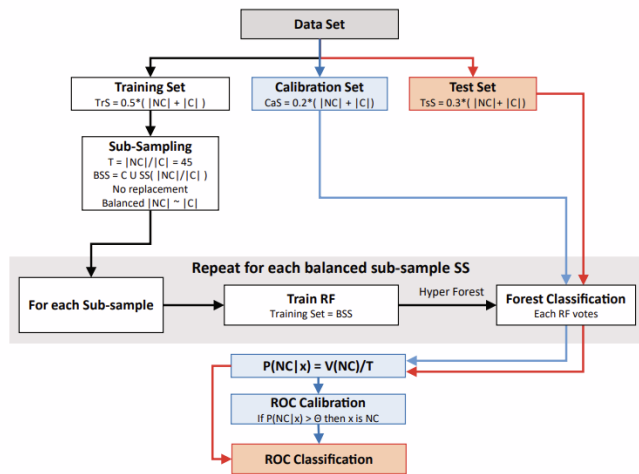 Data Set
Training Set
TrS = 0.5*( |NC| + |C| )
Calibration Set
CaS = 0.2*( |NC| + |C|)
Test Set
TsS = 0.3*( |NC|+ |C|)
Sub-Sampling
T = |NC|/|C| = 45
BSS = C U SS( |NC|/|C| )
No replacement
Balanced |NC| ~ |C|
Repeat for each balanced sub-sample SS
For each Sub-sample
Train RF
Training Set = BSS
Hyper Forest
Forest Classification
Each RF votes
P(NC|x) = V(NC)/T
ROC Calibration
If P(NC|x) > Θ then x is NC
ROC Classification